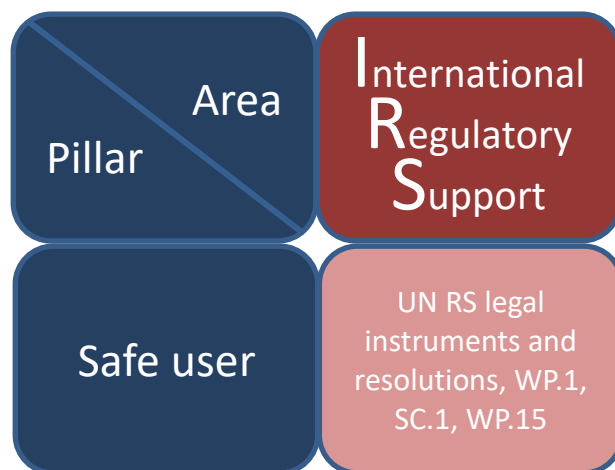 Area
Pillar
International
Regulatory
Support
Safe user
UN RS legal
instruments and
resolutions, WP.1,
SC.1, WP.15